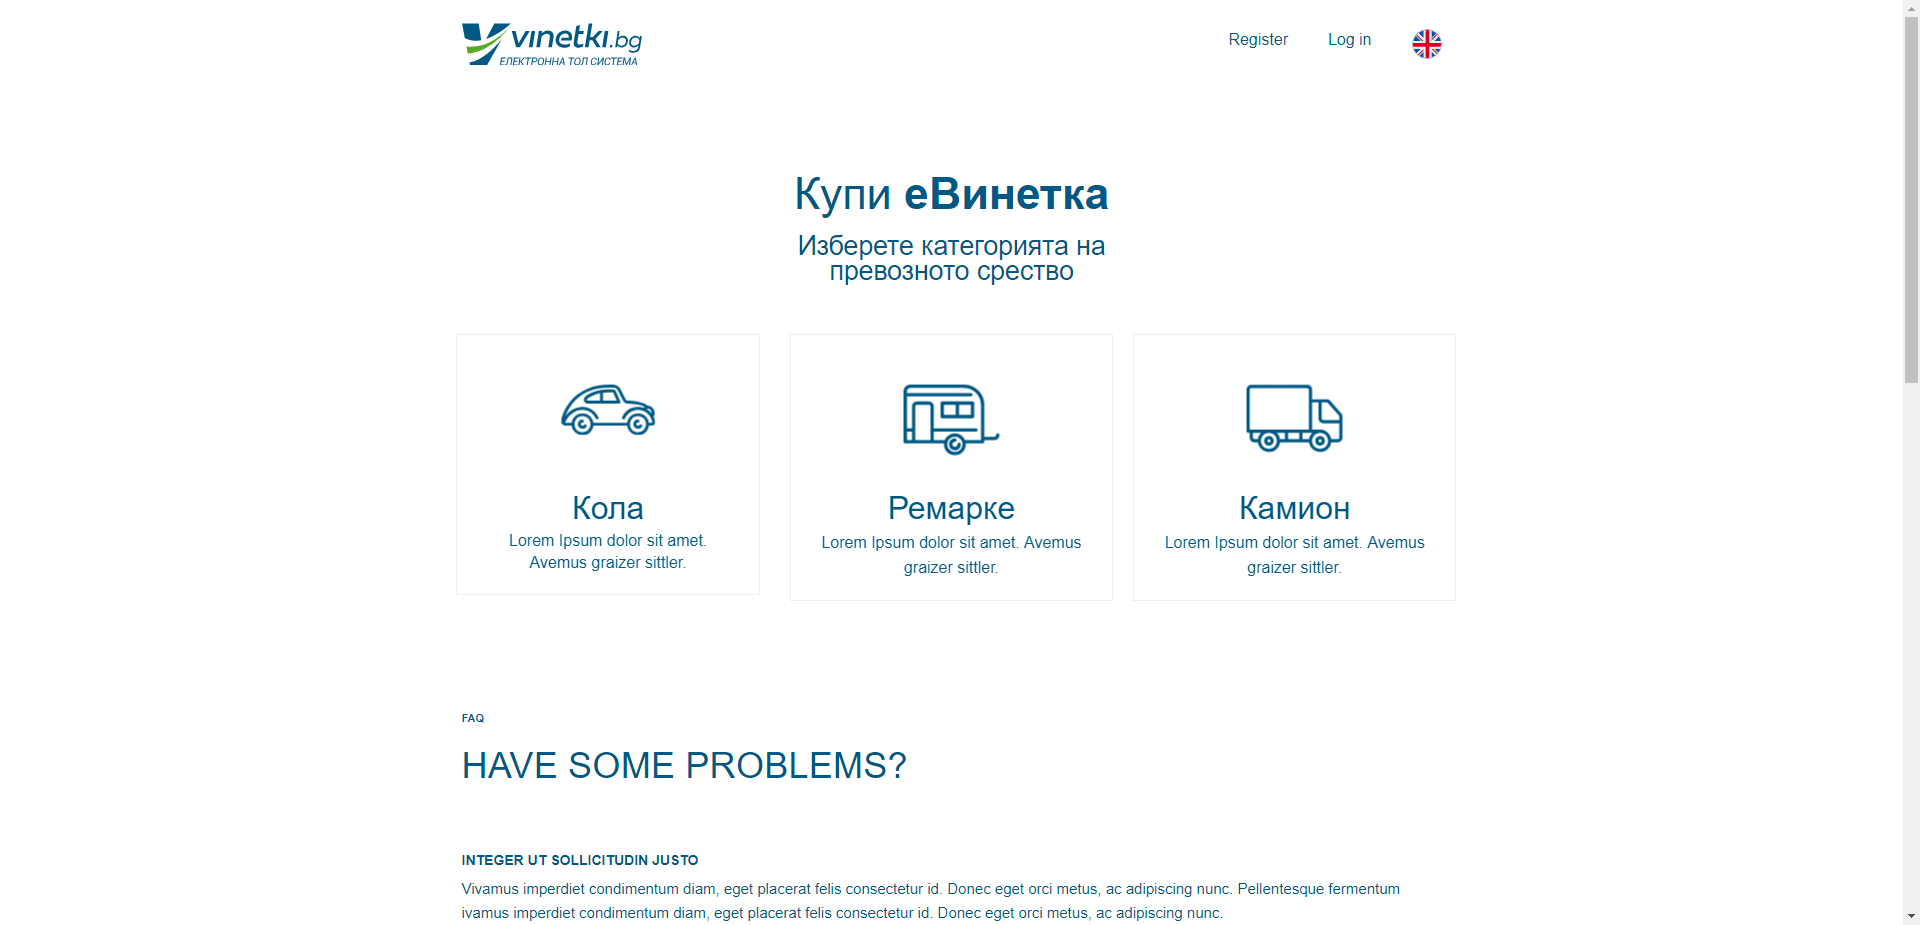 vinetki.bg
ЕЛЕКТРОННА ТОЛ СИСТЕМА
Register
Log in
Купи еВинетка
Изберете категорията на
превозното срество
Кола
Lorem Ipsum dolor sit amet.
Avemus graizer sittler.
Ремарке
Lorem Ipsum dolor sit amet. Avemus
graizer sittler.
Камион
Lorem Ipsum dolor sit amet. Avemus
graizer sittler.
FAQ
HAVE SOME PROBLEMS?
INTEGER UT SOLLICITUDIN JUSTO
Vivamus imperdiet condimentum diam, eget placerat felis consectetur id. Donec eget orci metus, ac adipiscing nunc. Pellentesque fermentum
ivamus imperdiet condimentum diam, eget placerat felis consectetur id. Donec eget orci metus, ac adipiscing nunc.